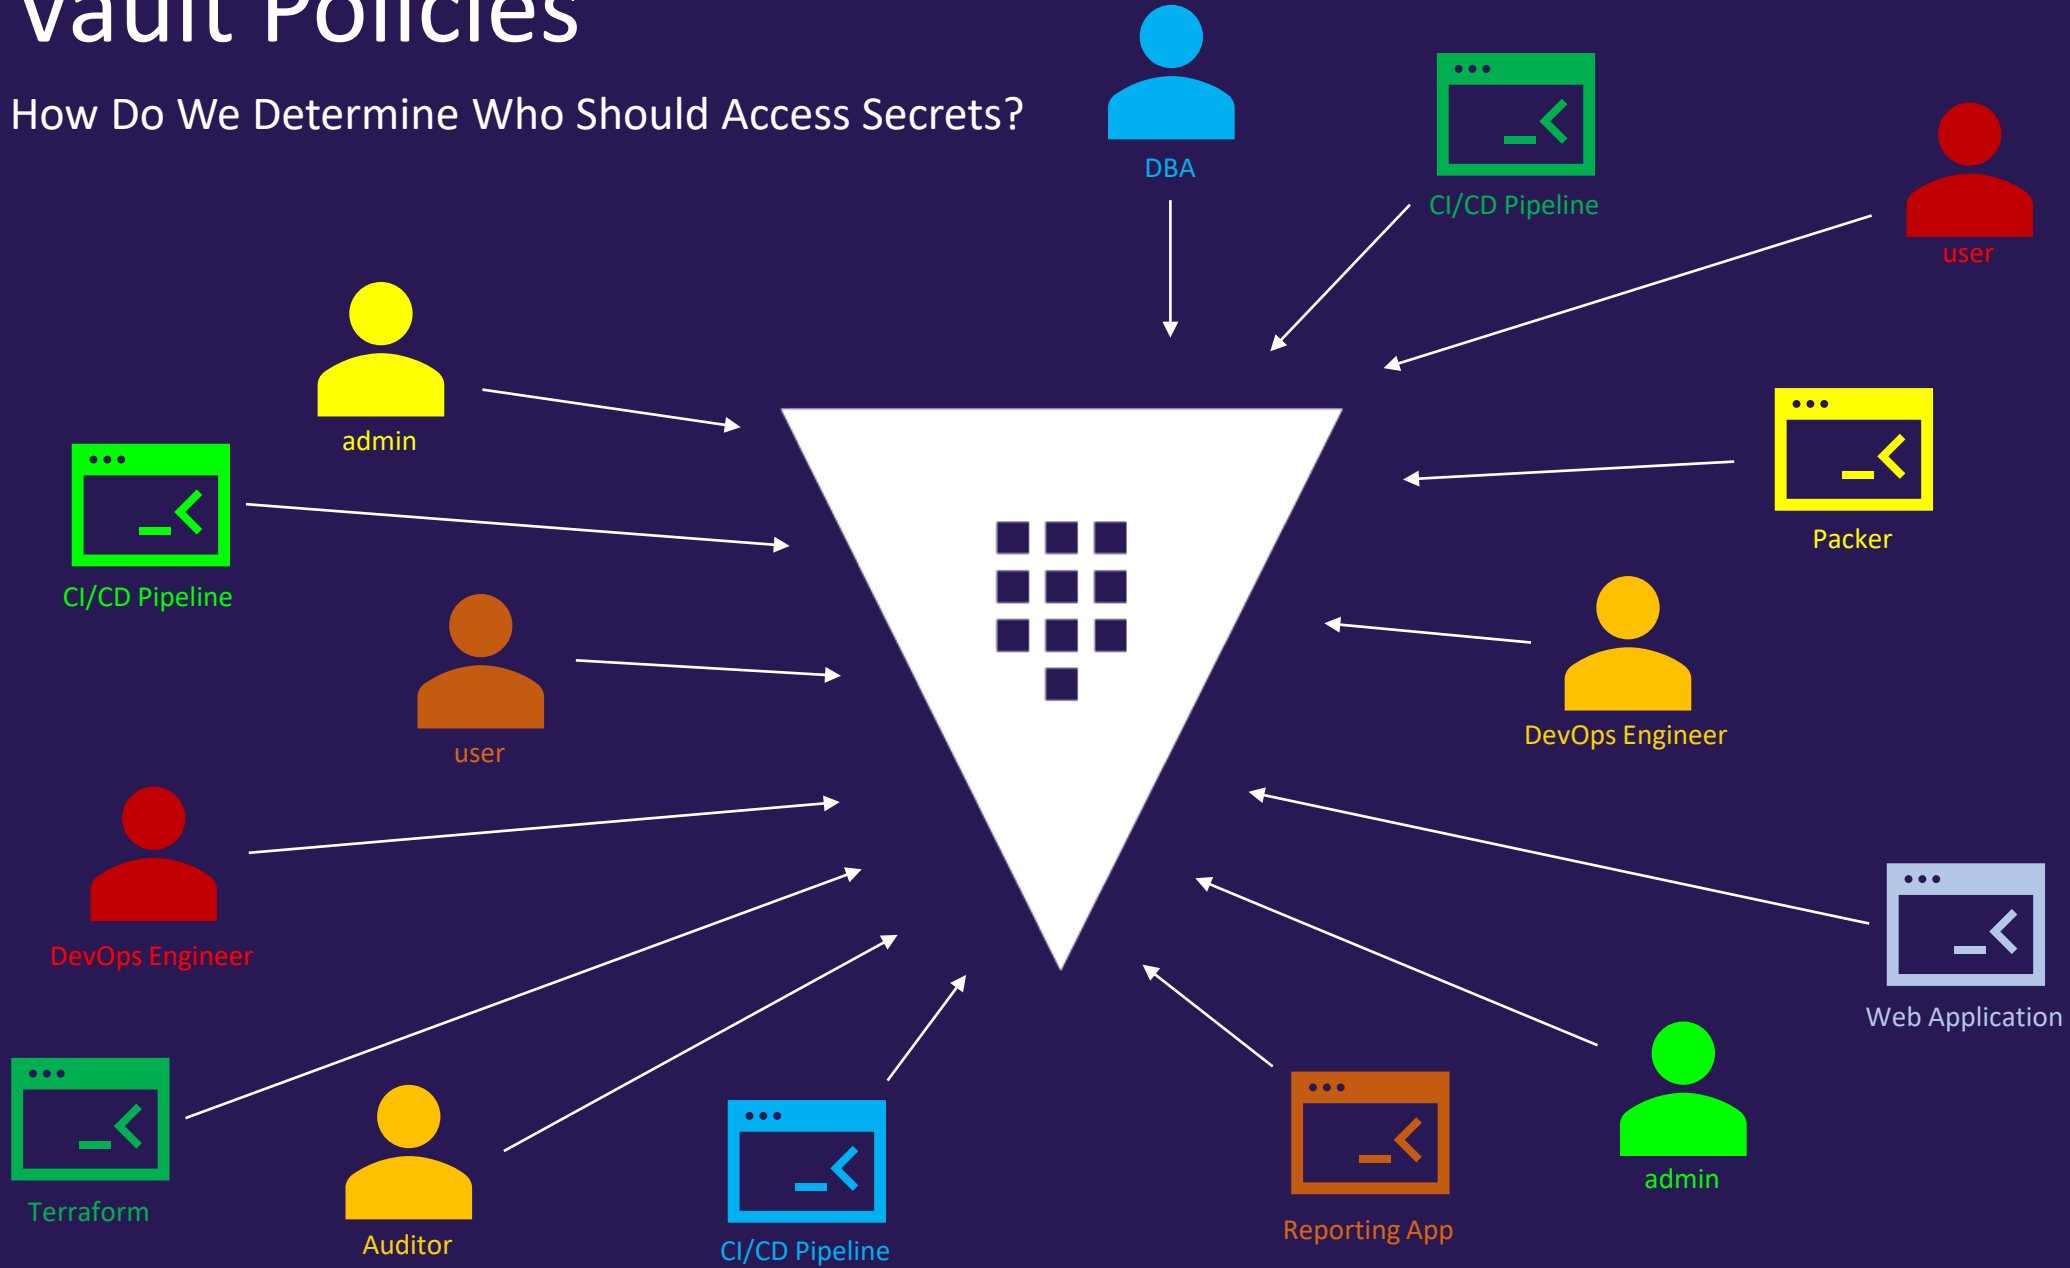 Vault Policies
How Do We Determine Who Should Access Secrets?
DBA
CI/CD Pipeline
user
admin
Packer
CI/CD Pipeline
user
DevOps Engineer
DevOps Engineer
Web Application
Terraform
Auditor
CI/CD Pipeline
Reporting App
admin